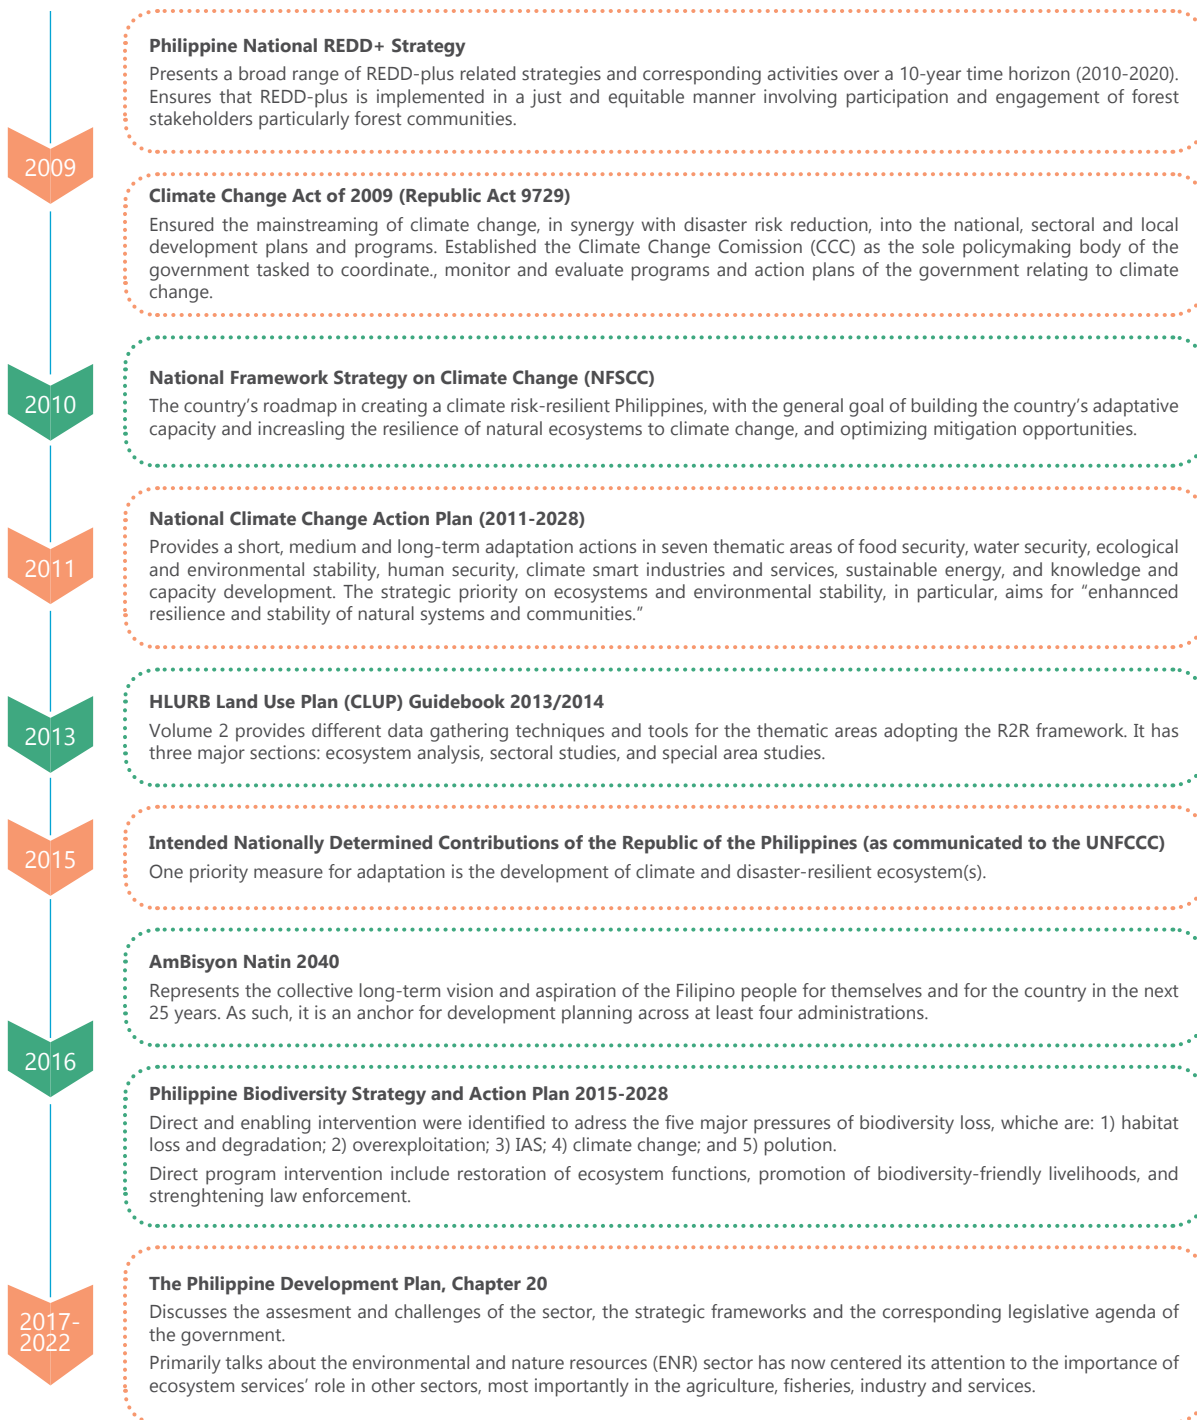 Philippine National REDD+ Strategy
Presents a broad range of REDD-plus related strategies and corresponding activities over a 10-year time horizon (2010-2020).
Ensures that REDD-plus is implemented in a just and equitable manner involving participation and engagement of forest
stakeholders particularly forest communities.
2009
Climate Change Act of 2009 (Republic Act 9729)
Ensured the mainstreaming of climate change, in synergy with disaster risk reduction, into the national, sectoral and local
development plans and programs. Established the Climate Change Comission (CCC) as the sole policymaking body of the
government tasked to coordinate., monitor and evaluate programs and action plans of the government relating to climate
change.
2010
National Framework Strategy on Climate Change (NFSCC)
The country's roadmap in creating a climate risk-resilient Philippines, with the general goal of building the country's adaptative
capacity and increasling the resilience of natural ecosystems to climate change, and optimizing mitigation opportunities.
2011
National Climate Change Action Plan (2011-2028)
Provides a short, medium and long-term adaptation actions in seven thematic areas of food security, water security, ecological
and environmental stability, human security, climate smart industries and services, sustainable energy, and knowledge and
capacity development. The strategic priority on ecosystems and environmental stability, in particular, aims for “enhannced
resilience and stability of natural systems and communities.”
2013
HLURB Land Use Plan (CLUP) Guidebook 2013/2014
Volume 2 provides different data gathering techniques and tools for the thematic areas adopting the R2R framework. It has
three major sections: ecosystem analysis, sectoral studies, and special area studies.
2015
Intended Nationally Determined Contributions of the Republic of the Philippines (as communicated to the UNFCCC)
One priority measure for adaptation is the development of climate and disaster-resilient ecosystem(s).
AmBisyon Natin 2040
Represents the collective long-term vision and aspiration of the Filipino people for themselves and for the country in the next
25 years. As such, it is an anchor for development planning across at least four administrations.
2016
Philippine Biodiversity Strategy and Action Plan 2015-2028
Direct and enabling intervention were identified to adress the five major pressures of biodiversity loss, whiche are: 1) habitat
loss and degradation; 2) overexploitation; 3) IAS; 4) climate change; and 5) polution.
Direct program intervention include restoration of ecosystem functions, promotion of biodiversity-friendly livelihoods, and
strenghtening law enforcement.
2017-
2022
The Philippine Development Plan, Chapter 20
Discusses the assesment and challenges of the sector, the strategic frameworks and the corresponding legislative agenda of
the government.
Primarily talks about the environmental and nature resources (ENR) sector has now centered its attention to the importance of
ecosystem services' role in other sectors, most importantly in the agriculture, fisheries, industry and services.